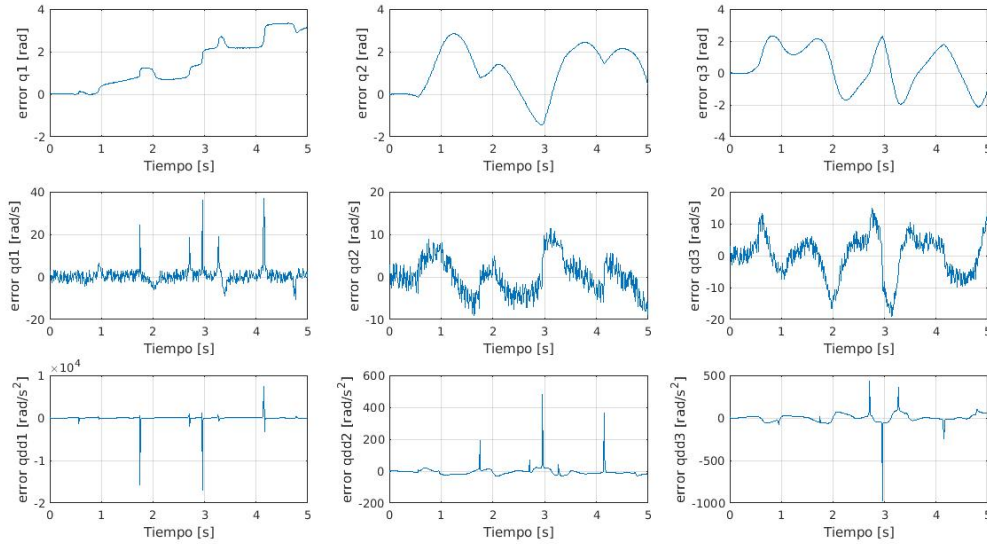 4
2
0
-2
error q1 [rad]
0 1 2 3 4 5
Tiempo [s]
4
2
0
-2
error q2 [rad]
0 1 2 3 4 5
Tiempo [s]
4
2
0
-2
-4
error q3 [rad]
0 1 2 3 4 5
Tiempo [s]
40
20
0
-20
error qd1 [rad/s]
0 1 2 3 4 5
Tiempo [s]
20
10
0
-10
error qd2 [rad/s]
0 1 2 3 4 5
Tiempo [s]
20
10
0
-10
-20
error qd3 [rad/s]
0 1 2 3 4 5
Tiempo [s]
×10⁴
1
0
-1
-2
error qdd1 [rad/s²]
0 1 2 3 4 5
Tiempo [s]
600
400
200
0
-200
error qdd2 [rad/s²]
0 1 2 3 4 5
Tiempo [s]
500
0
-500
-1000
error qdd3 [rad/s²]
0 1 2 3 4 5
Tiempo [s]